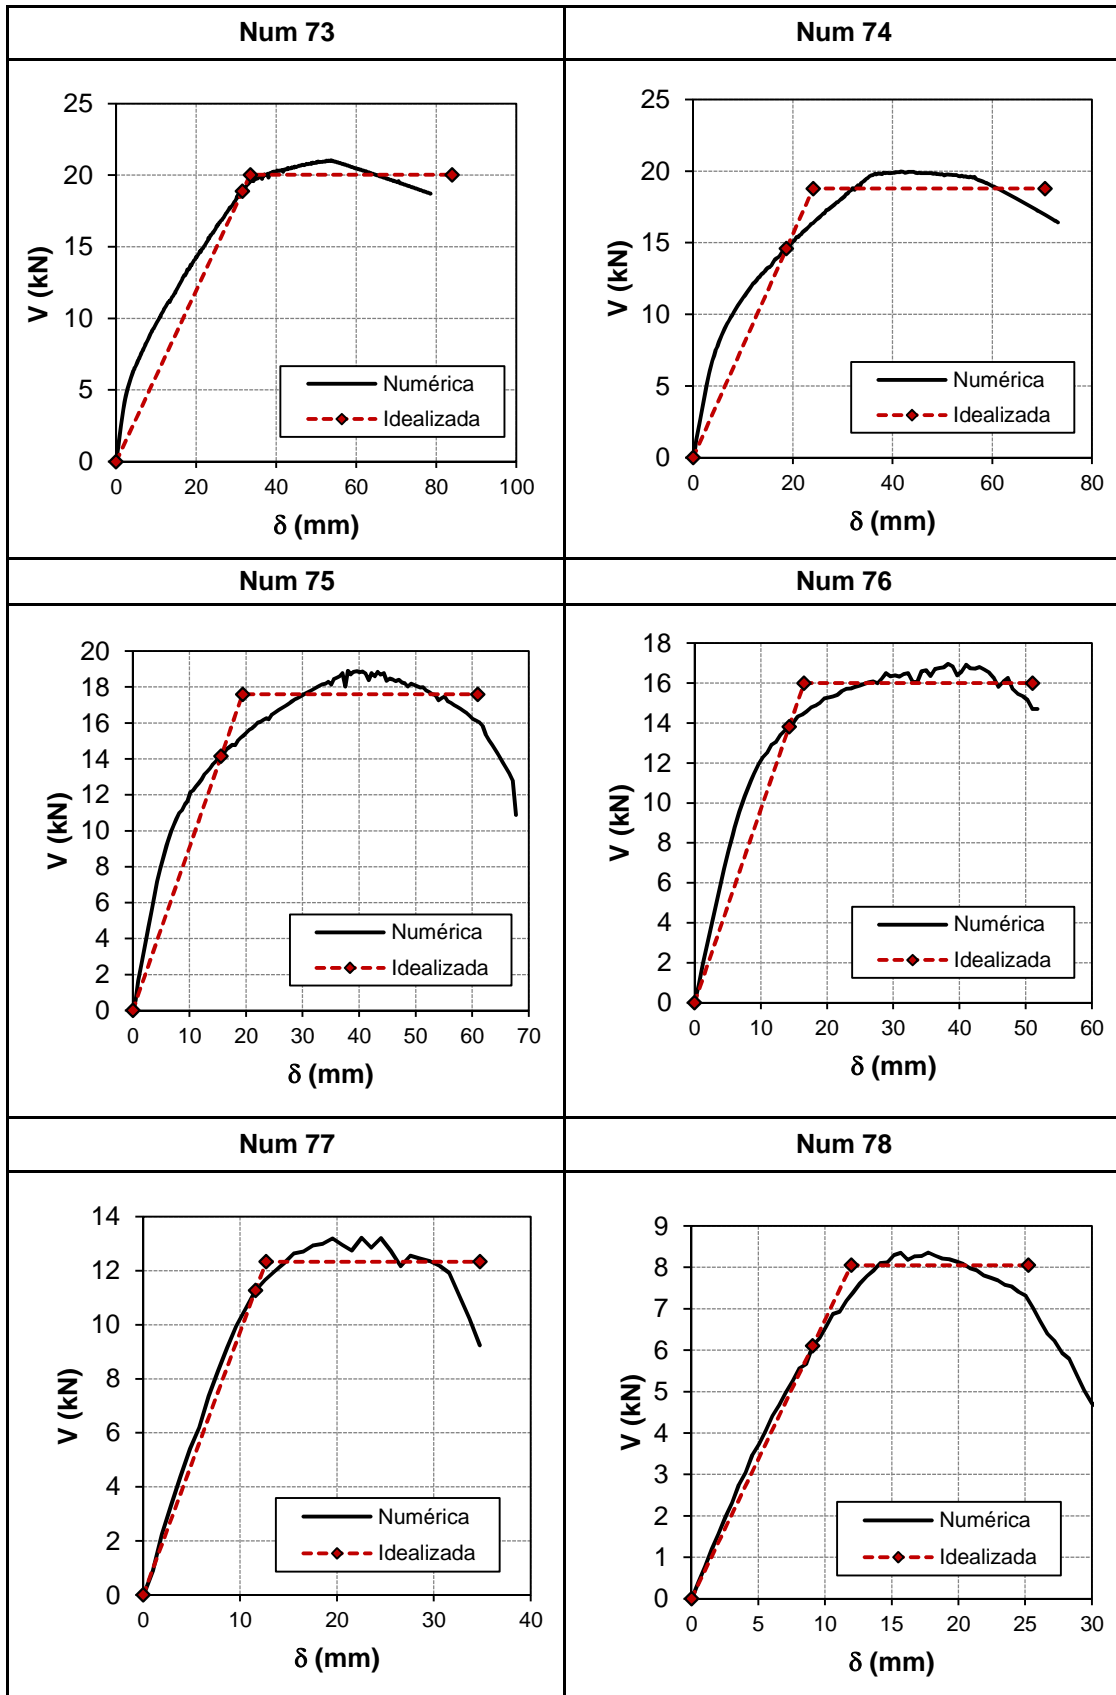 Num 73
Num 74
25
20
15
10
5
0
V (kN)
0 20 40 60 80 100
δ (mm)
Numérica
Idealizada
25
20
15
10
5
0
V (kN)
0 20 40 60 80
δ (mm)
Numérica
Idealizada
Num 75
Num 76
20
18
16
14
12
10
8
6
4
2
0
V (kN)
0 10 20 30 40 50 60 70
δ (mm)
Numérica
Idealizada
18
16
14
12
10
8
6
4
2
0
V (kN)
0 10 20 30 40 50 60
δ (mm)
Numérica
Idealizada
Num 77
Num 78
14
12
10
8
6
4
2
0
V (kN)
0 10 20 30 40
δ (mm)
Numérica
Idealizada
9
8
7
6
5
4
3
2
1
0
V (kN)
0 5 10 15 20 25 30
δ (mm)
Numérica
Idealizada